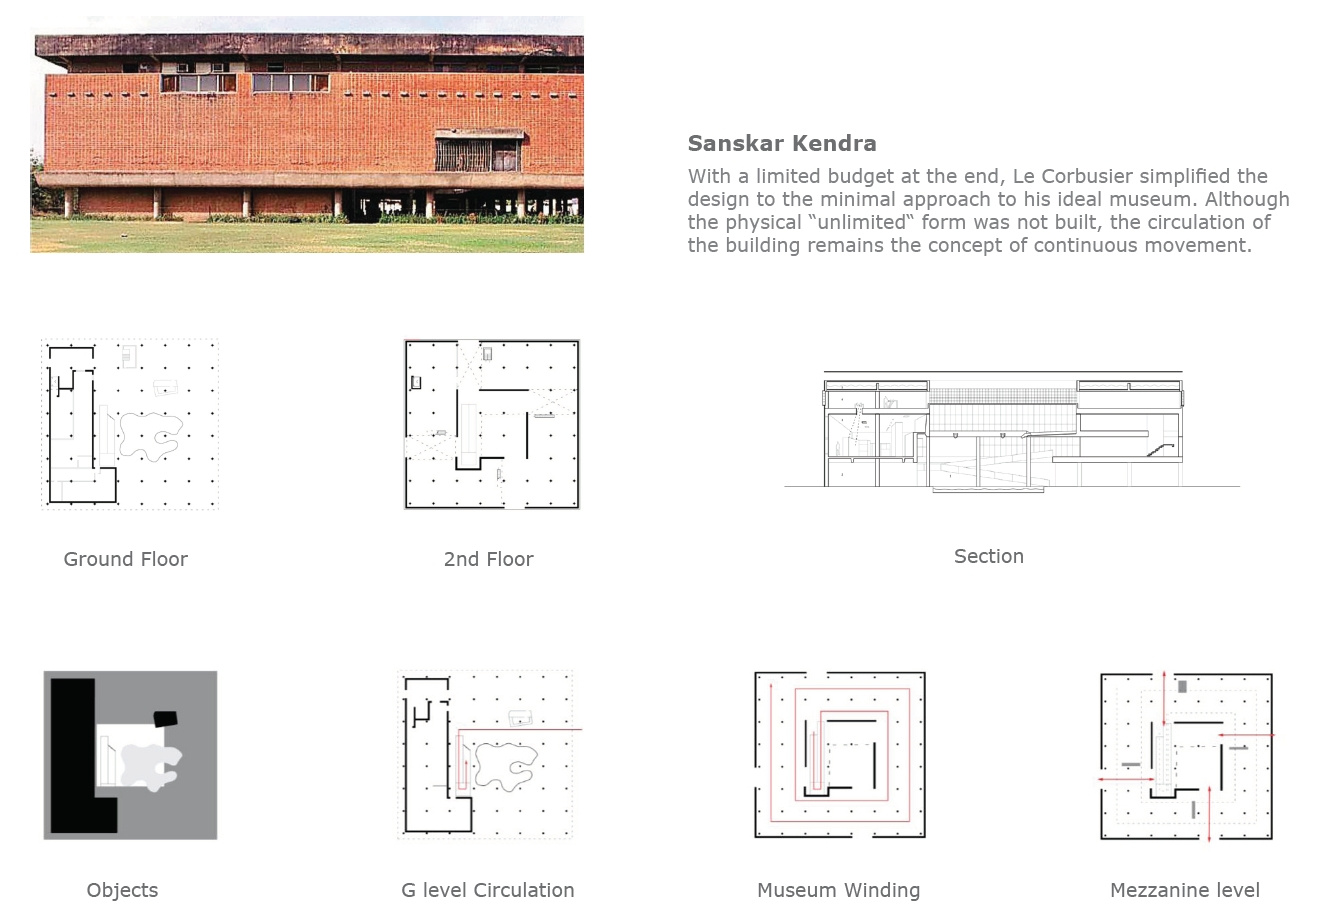 Sanskar Kendra
With a limited budget at the end, Le Corbusier simplified the
design to the minimal approach to his ideal museum. Although
the physical “unlimited“ form was not built, the circulation of
the building remains the concept of continuous movement.
Ground Floor
2nd Floor
Section
Objects
G level Circulation
Museum Winding
Mezzanine level